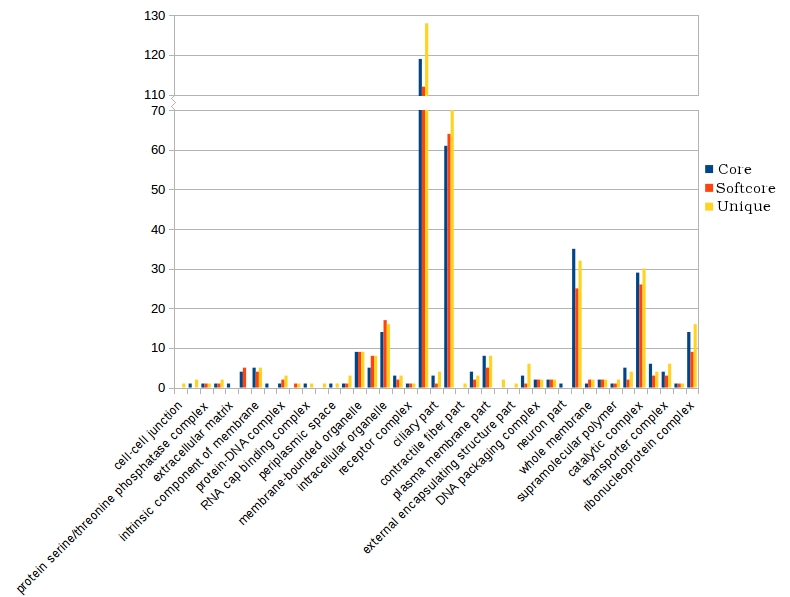 130
120
110
70
60
50
40
30
20
10
0
Core
Softcore
Unique
cell-cell junction
protein serine/threonine phosphatase complex
extracellular matrix
intrinsic component of membrane
protein-DNA complex
RNA cap binding complex
periplasmic space
membrane-bounded organelle
intracellular organelle
receptor complex
ciliary part
contractile fiber part
plasma membrane part
external encapsulating structure part
DNA packaging complex
neuron part
whole membrane
supramolecular polymer
catalytic complex
transporter complex
ribonucleoprotein complex